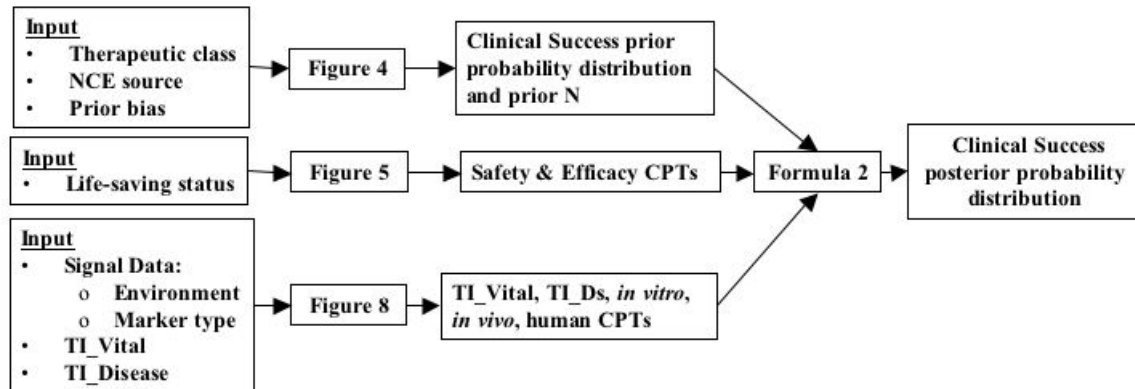 Input
• Therapeutic class
• NCE source
• Prior bias
Figure 4
Clinical Success prior
probability distribution
and prior N
Input
• Life-saving status
Figure 5
Safety & Efficacy CPTs
Formula 2
Clinical Success
posterior probability
distribution
Input
• Signal Data:
o Environment
o Marker type
• TI_Vital
• TI_Disease
Figure 8
TI_Vital, TI_Ds, in vitro,
in vivo, human CPTs